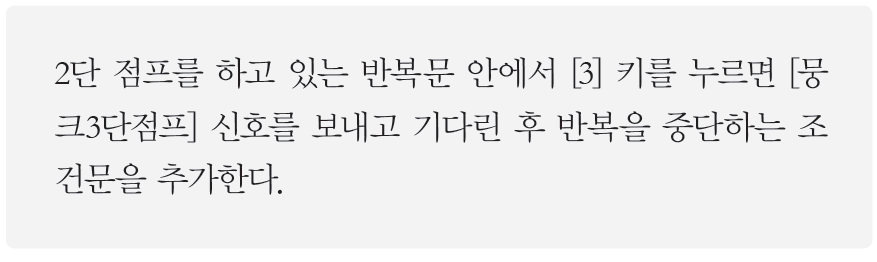 2단 점프를 하고 있는 반복문 안에서 [3] 키를 누르면 [뭉
크3단점프] 신호를 보내고 기다린 후 반복을 중단하는 조
건문을 추가한다.